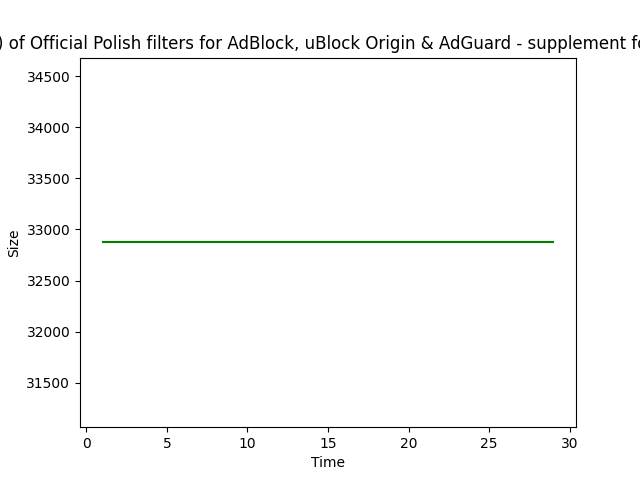 ) of Official Polish filters for AdBlock, uBlock Origin & AdGuard - supplement
34500
34000
33500
33000
32500
32000
31500
Size
0 5 10 15 20 25 30
Time